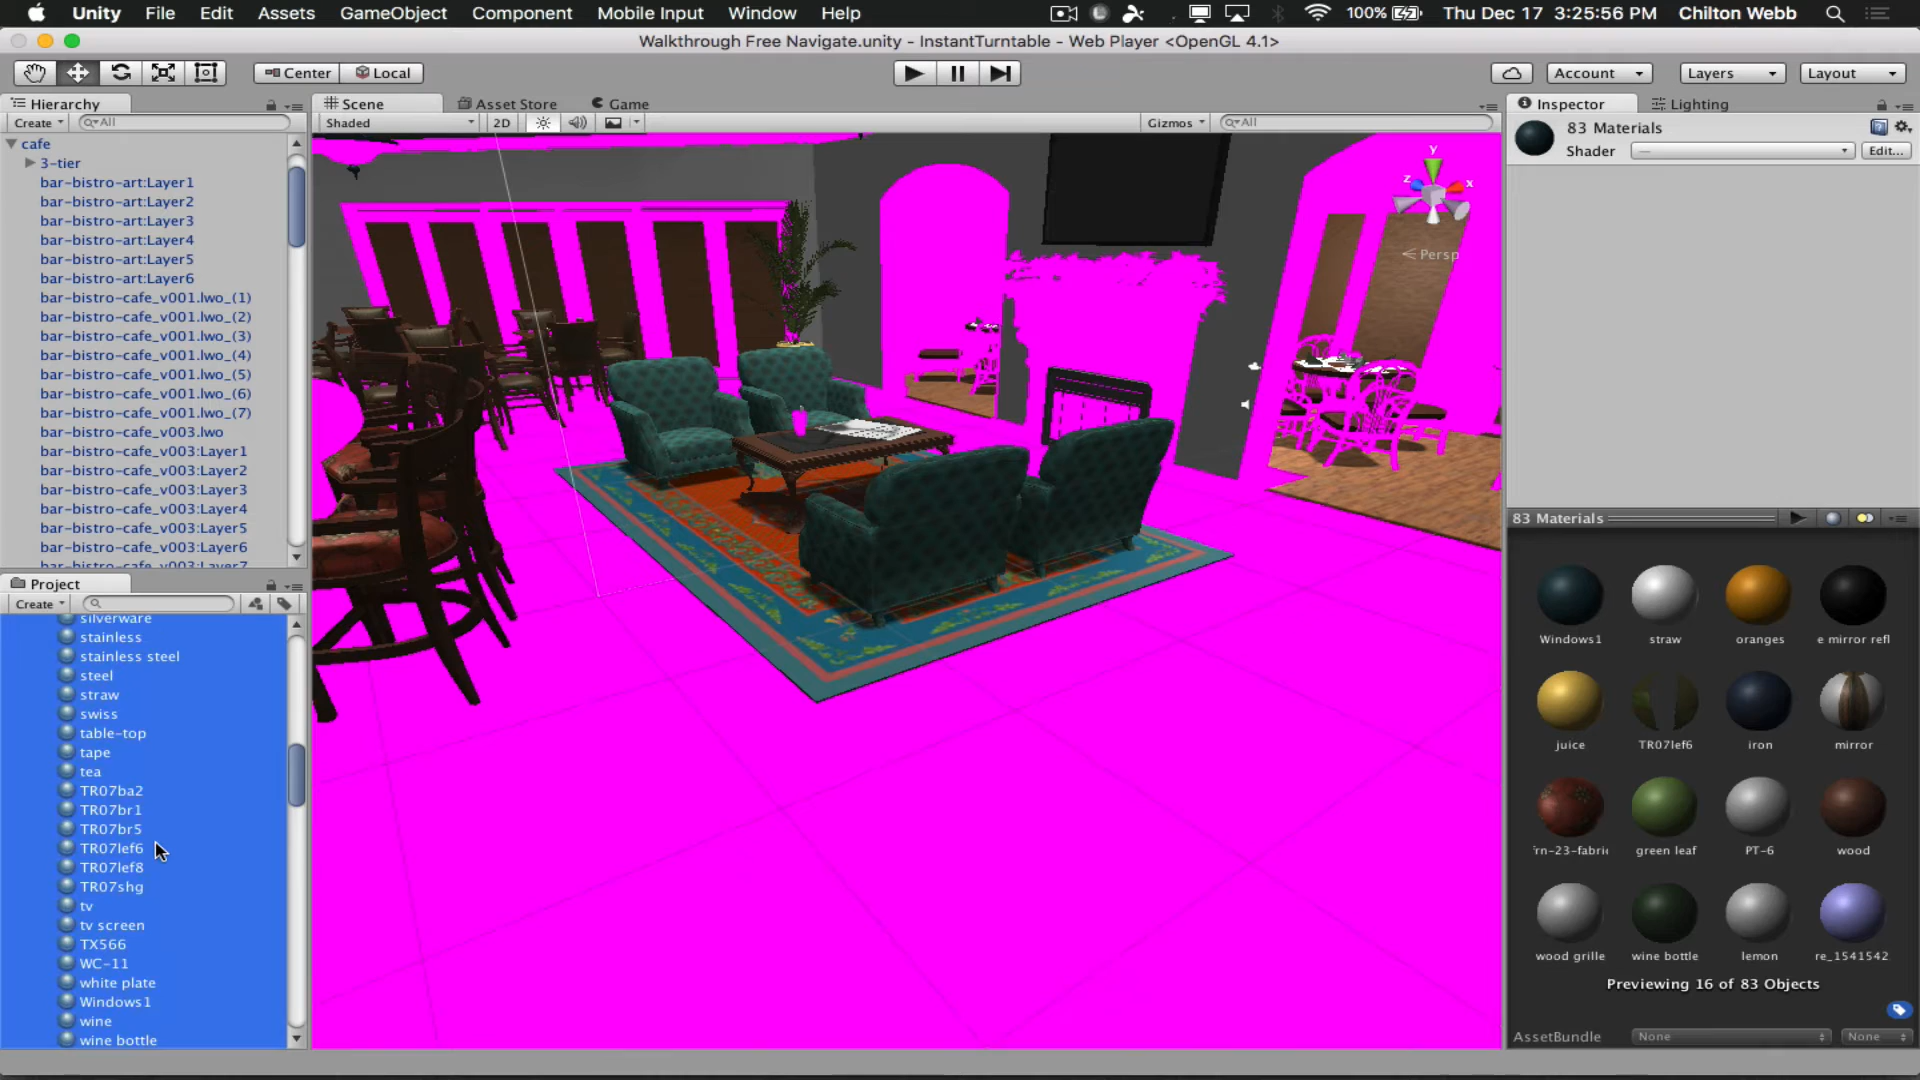 Unity File Edit Assets GameObject Component Mobile Input Window Help 100% Thu Dec 17 3:25:56 PM Chilton Webb
Walkthrough Free Navigate.unity - InstantTurntable - Web Player <OpenGL 4.1>
Center Local Account Layers Layout
Hierarchy
Create All
cafe
3-tier
bar-bistro-art:Layer1
bar-bistro-art:Layer2
bar-bistro-art:Layer3
bar-bistro-art:Layer4
bar-bistro-art:Layer5
bar-bistro-art:Layer6
bar-bistro-cafe_v001.lwo_(1)
bar-bistro-cafe_v001.lwo_(2)
bar-bistro-cafe_v001.lwo_(3)
bar-bistro-cafe_v001.lwo_(4)
bar-bistro-cafe_v001.lwo_(5)
bar-bistro-cafe_v001.lwo_(6)
bar-bistro-cafe_v001.lwo_(7)
bar-bistro-cafe_v003.lwo
bar-bistro-cafe_v003:Layer1
bar-bistro-cafe_v003:Layer2
bar-bistro-cafe_v003:Layer3
bar-bistro-cafe_v003:Layer4
bar-bistro-cafe_v003:Layer5
bar-bistro-cafe_v003:Layer6
bar-bistro-cafe_v003:Layer7
Project
Create
silverware
stainless
stainless steel
steel
straw
swiss
table-top
tape
tea
TR07ba2
TR07br1
TR07br5
TR07lef6
TR07lef8
TR07shg
tv
tv screen
TX566
WC-11
white plate
Windows1
wine
wine bottle
Scene Asset Store Game
Shaded 2D Gizmos All
y
z x
Persp
Inspector Lighting
83 Materials
Shader — Edit...
83 Materials
Windows1 straw oranges e mirror refl
juice TR07lef6 iron mirror
frn-23-fabric green leaf PT-6 wood
wood grille wine bottle lemon re_1541542
Previewing 16 of 83 Objects
AssetBundle None None